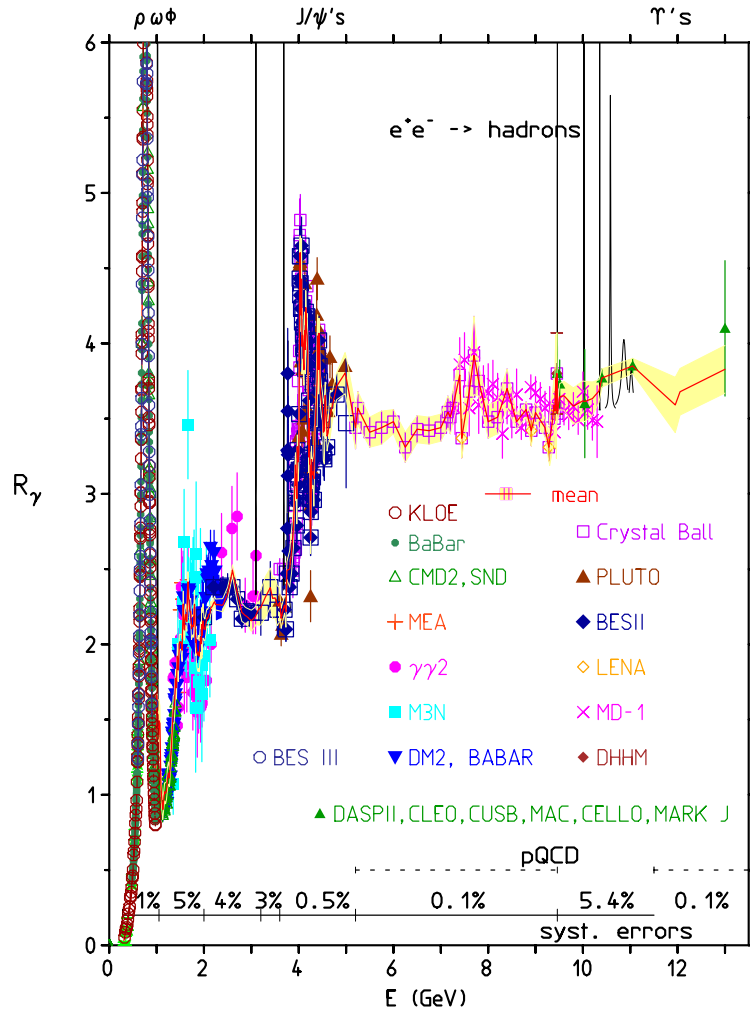 ρ ω Φ J/ψ's ϒ's
6
e⁺e⁻ -> hadrons
5
4
Rγ
3
mean
KLOE
BaBar Crystal Ball
CMD2,SND PLUTO
MEA BESII
γγ2 LENA
2
M3N MD-1
BES III DM2, BABAR DHHM
1
DASPII,CLEO,CUSB,MAC,CELLO,MARK J
pQCD
1% 5% 4% 3% 0.5% 0.1% 5.4% 0.1%
syst. errors
0
0 2 4 6 8 10 12
E (GeV)